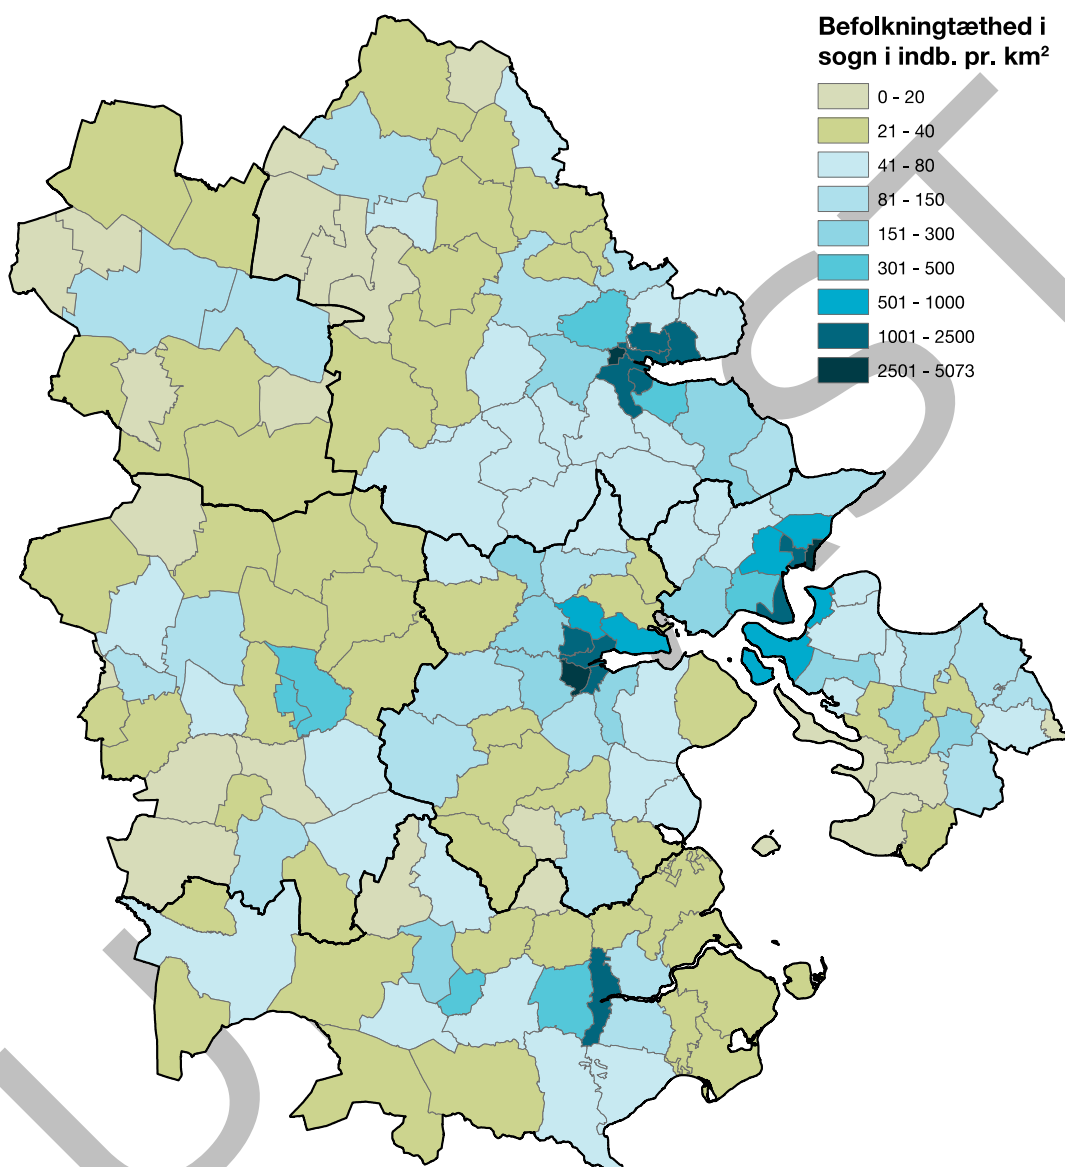 Befolkningtæthed i
sogn i indb. pr. km²
0 - 20
21 - 40
41 - 80
81 - 150
151 - 300
301 - 500
501 - 1000
1001 - 2500
2501 - 5073